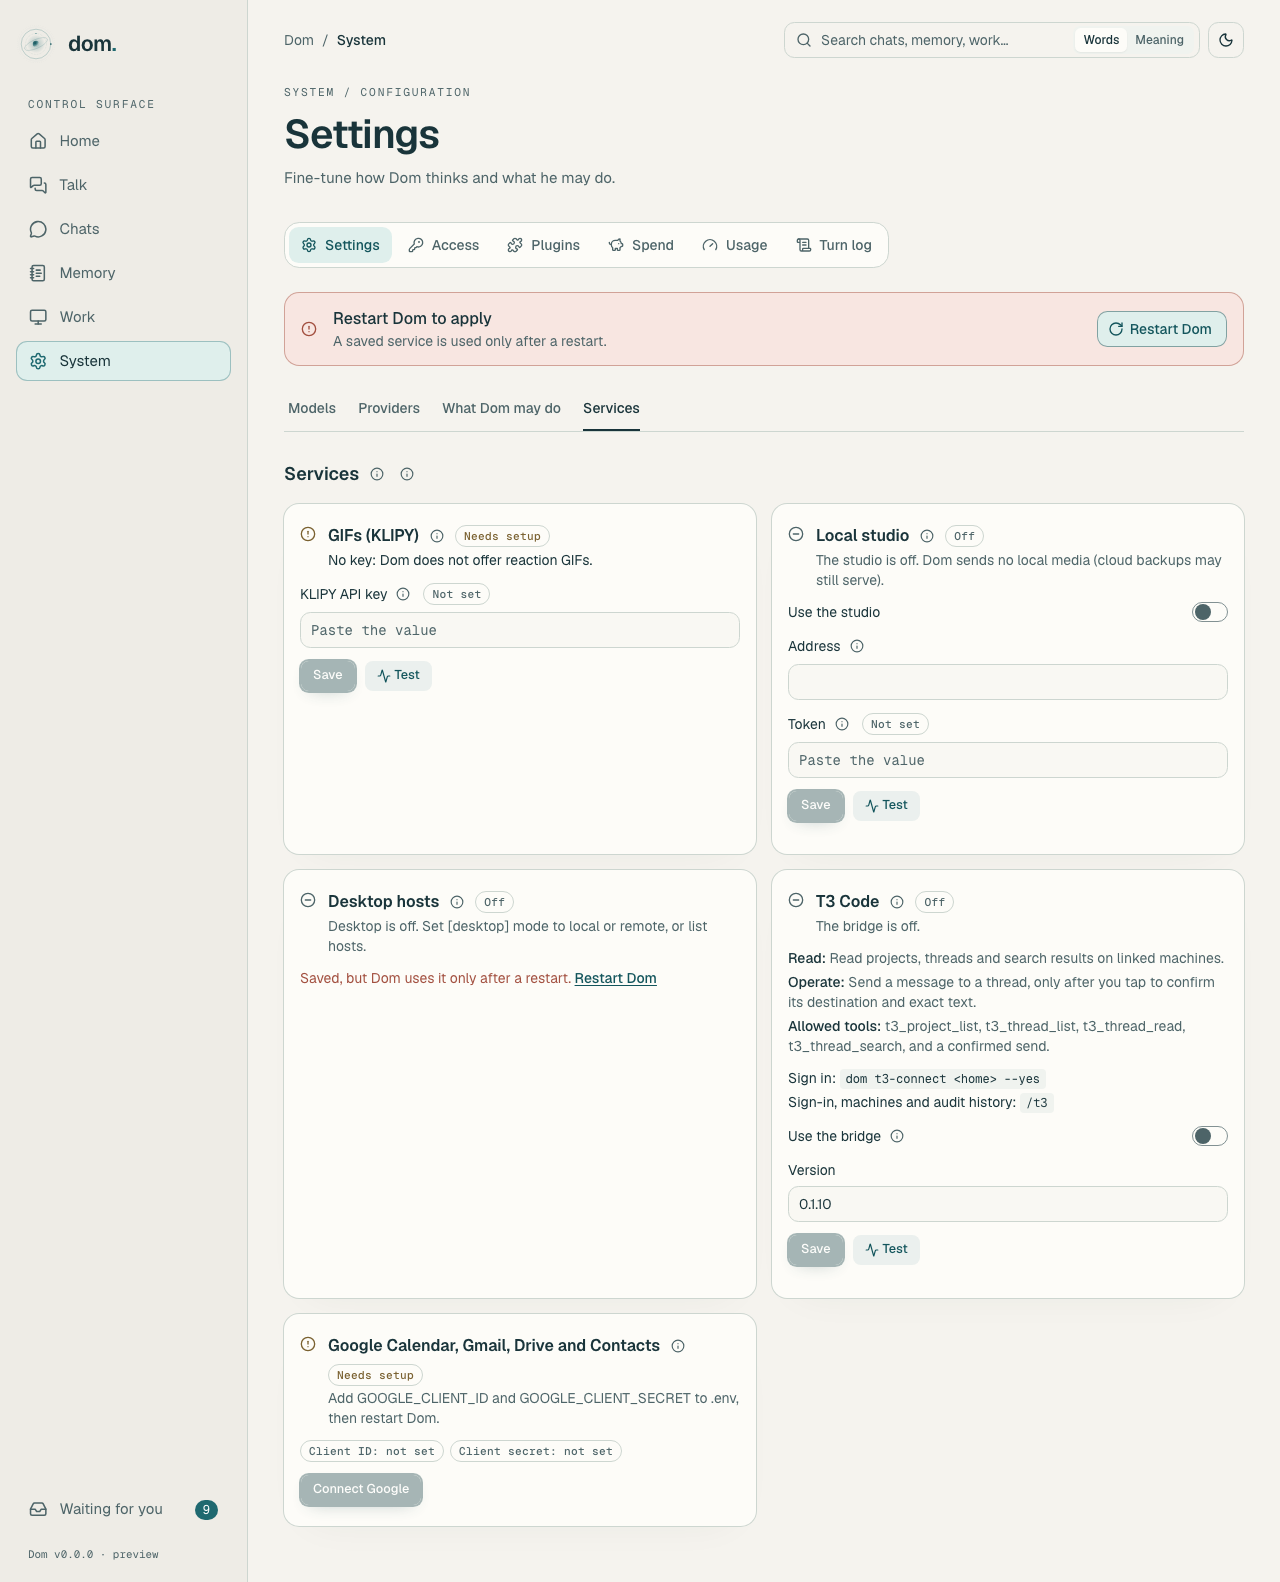 dom.
CONTROL SURFACE
Home
Talk
Chats
Memory
Work
System
Waiting for you 9
Dom v0.0.0 · preview
Dom / System
Search chats, memory, work…
Words Meaning
SYSTEM / CONFIGURATION
Settings
Fine-tune how Dom thinks and what he may do.
Settings Access Plugins Spend Usage Turn log
Restart Dom to apply
A saved service is used only after a restart.
Restart Dom
Models Providers What Dom may do Services
Services
GIFs (KLIPY) Needs setup
No key: Dom does not offer reaction GIFs.
KLIPY API key Not set
Paste the value
Save Test
Local studio Off
The studio is off. Dom sends no local media (cloud backups may
still serve).
Use the studio
Address
Token Not set
Paste the value
Save Test
Desktop hosts Off
Desktop is off. Set [desktop] mode to local or remote, or list
hosts.
Saved, but Dom uses it only after a restart. Restart Dom
T3 Code Off
The bridge is off.
Read: Read projects, threads and search results on linked machines.
Operate: Send a message to a thread, only after you tap to confirm
its destination and exact text.
Allowed tools: t3_project_list, t3_thread_list, t3_thread_read,
t3_thread_search, and a confirmed send.
Sign in: dom t3-connect <home> --yes
Sign-in, machines and audit history: /t3
Use the bridge
Version
0.1.10
Save Test
Google Calendar, Gmail, Drive and Contacts
Needs setup
Add GOOGLE_CLIENT_ID and GOOGLE_CLIENT_SECRET to .env,
then restart Dom.
Client ID: not set Client secret: not set
Connect Google